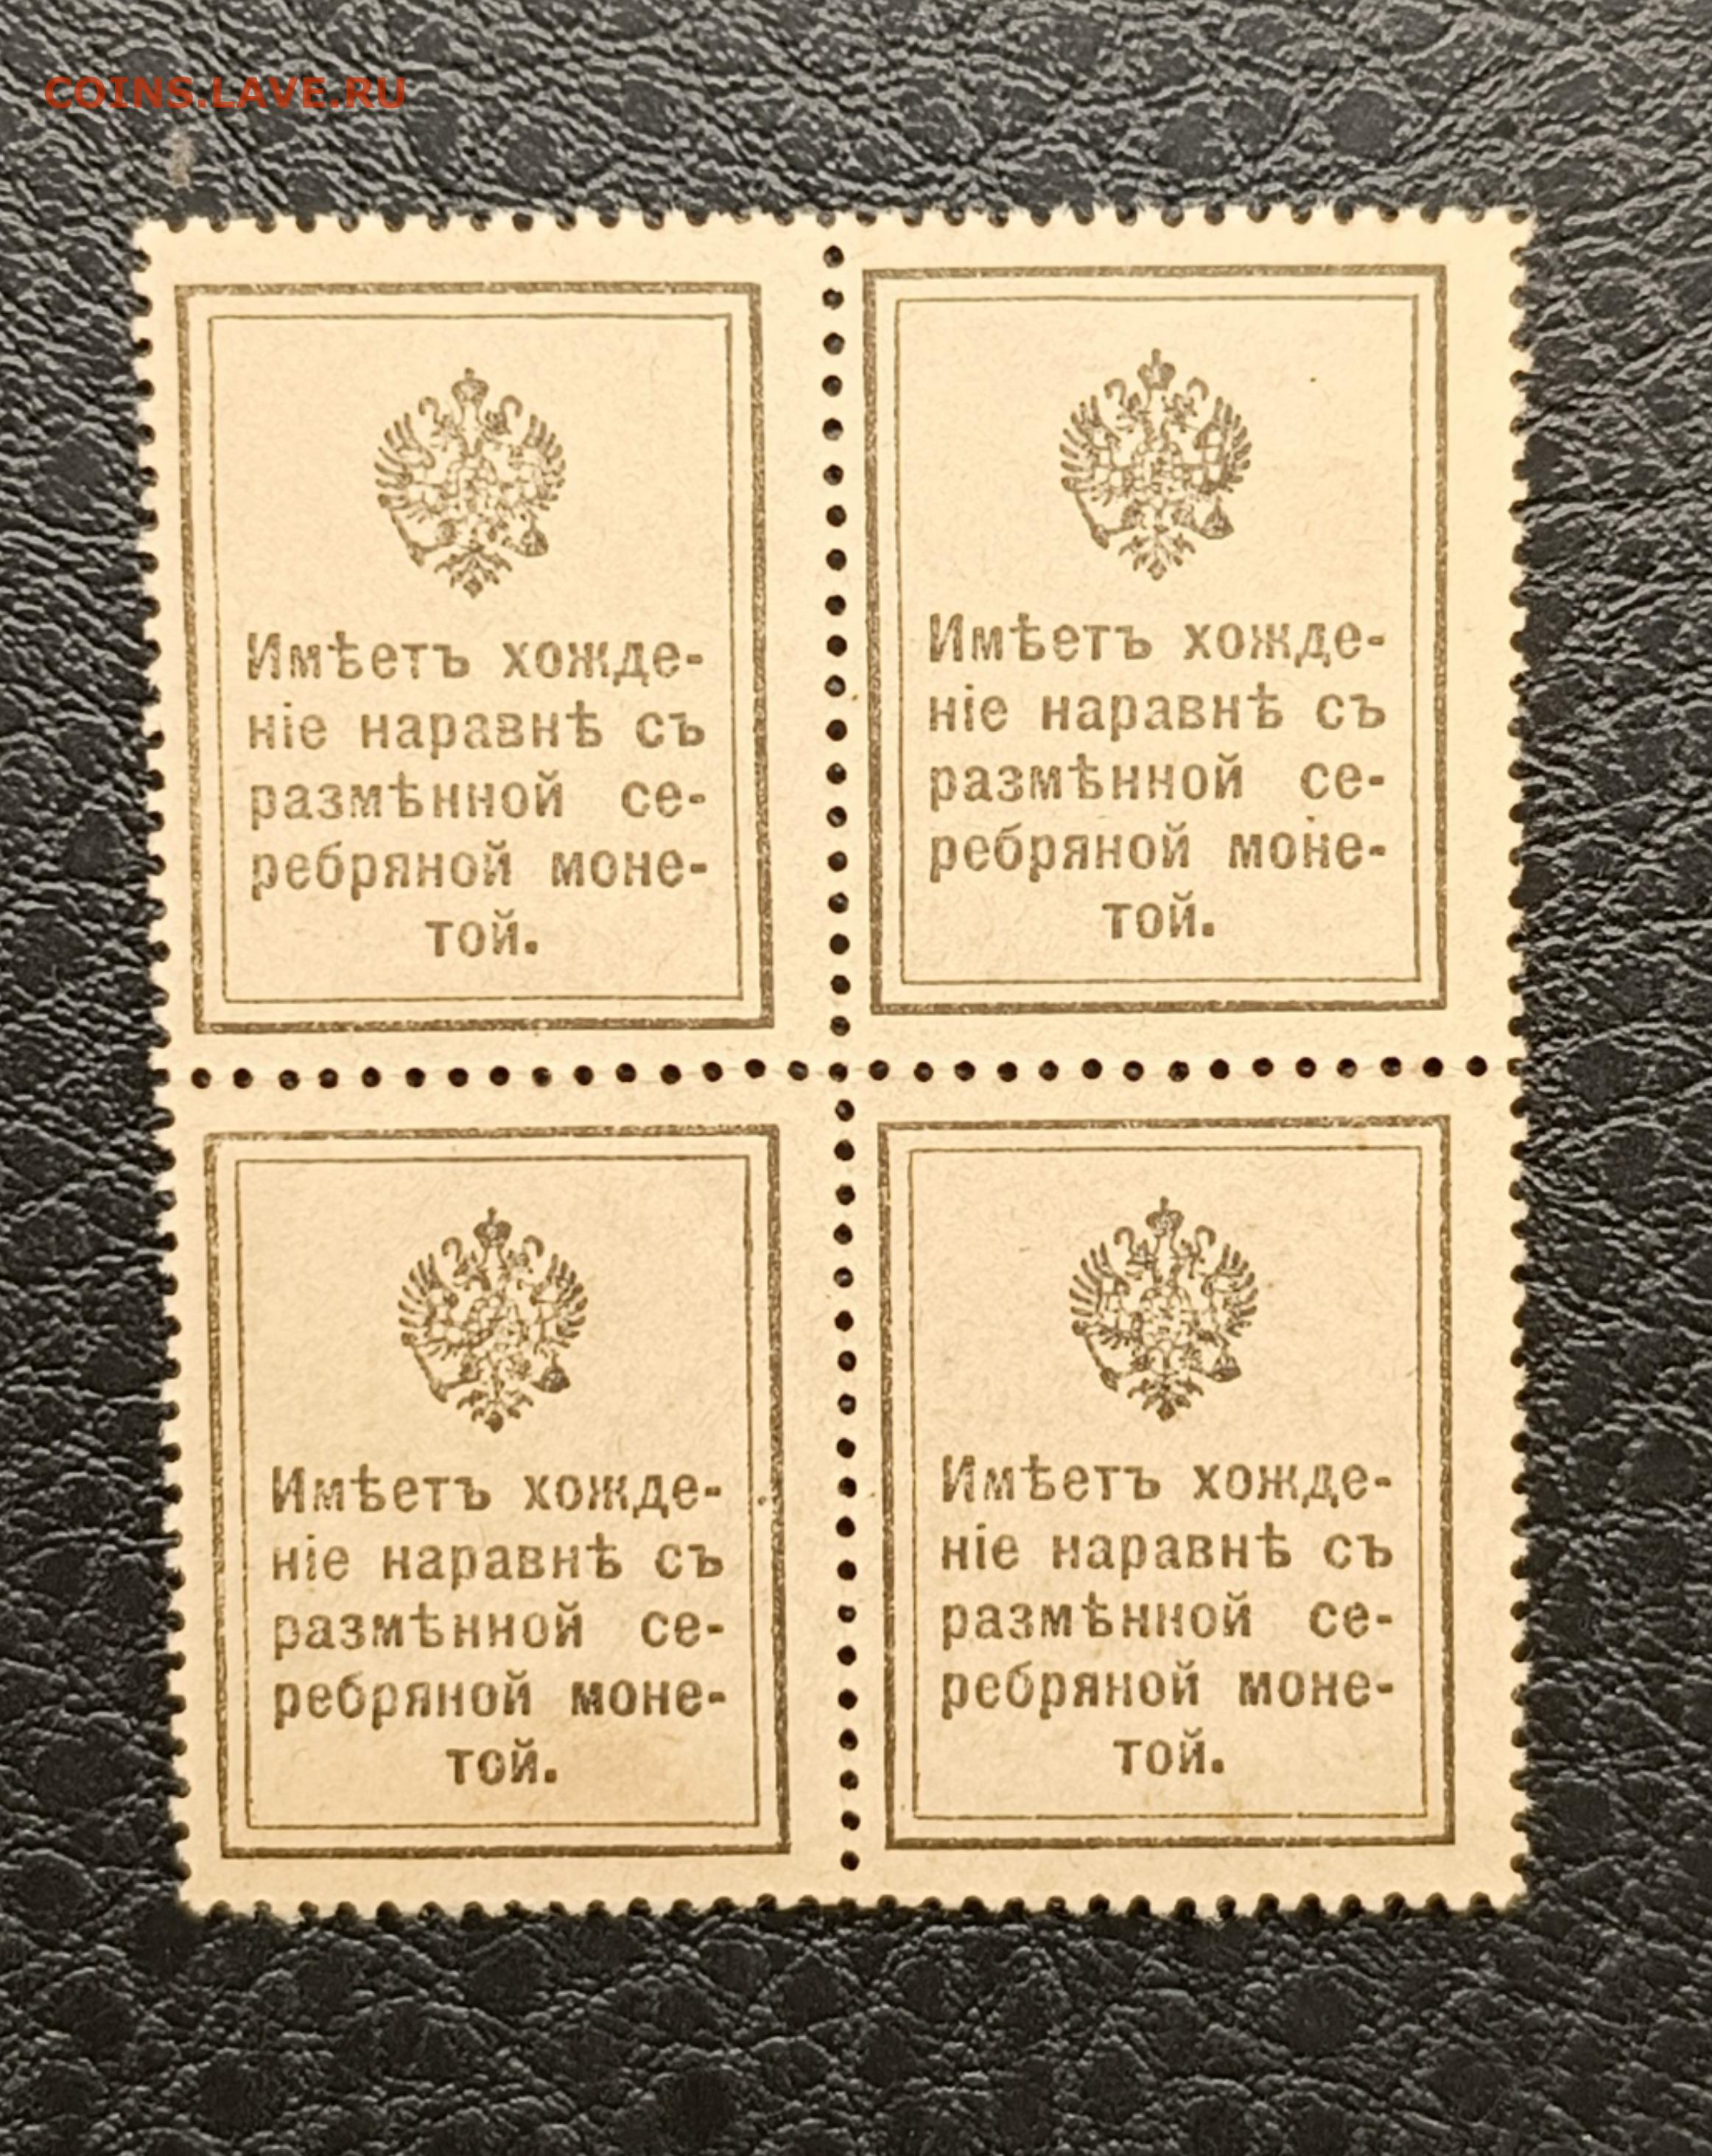 COINS.LAVE.RU
Имѣетъ хожде-
ніе наравнѣ съ
размѣнной се-
ребряной моне-
той.
Имѣетъ хожде-
ніе наравнѣ съ
размѣнной се-
ребряной моне-
той.
Имѣетъ хожде-
ніе наравнѣ съ
размѣнной се-
ребряной моне-
той.
Имѣетъ хожде-
ніе наравнѣ съ
размѣнной се-
ребряной моне-
той.